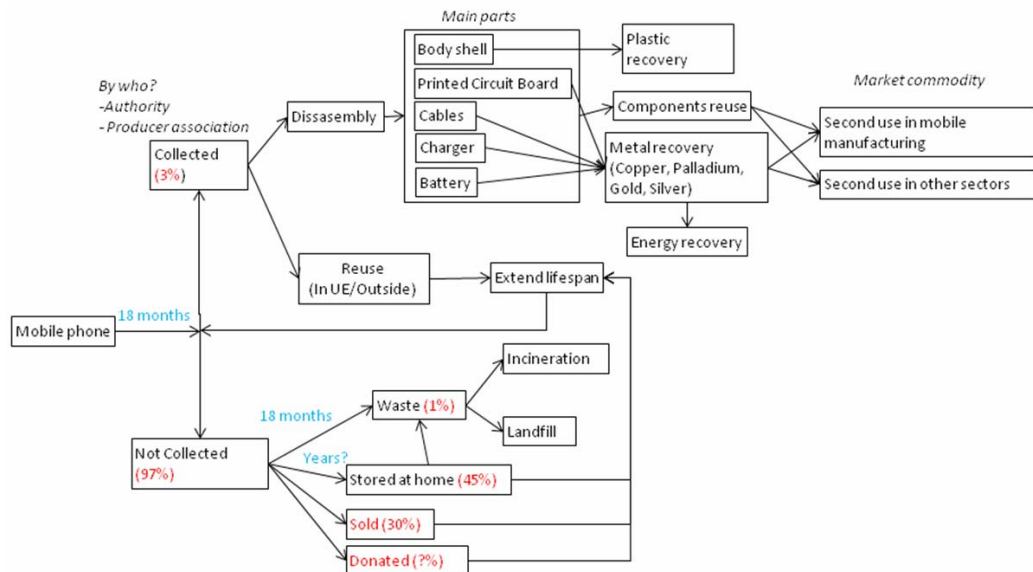 Main parts
Body shell
Plastic
recovery
By who?
-Authority
- Producer association
Printed Circuit Board
Market commodity
Dissasembly
Cables
Components reuse
Second use in mobile
manufacturing
Collected
(3%)
Charger
Metal recovery
(Copper, Palladium,
Gold, Silver)
Battery
Second use in other sectors
Energy recovery
Reuse
(In UE/Outside)
Extend lifespan
18 months
Mobile phone
Incineration
18 months
Waste (1%)
Landfill
Not Collected
(97%)
Years?
Stored at home (45%)
Sold (30%)
Donated (?%)